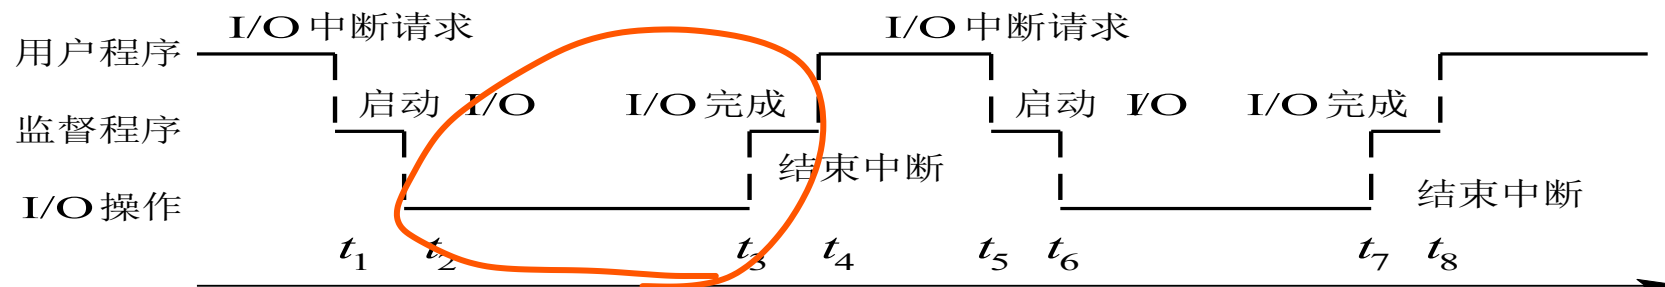 I/O 中断请求 I/O 中断请求
用户程序
启动 I/O I/O 完成 启动 I/O I/O 完成
监督程序
结束中断 结束中断
I/O 操作
t1 t2 t3 t4 t5 t6 t7 t8